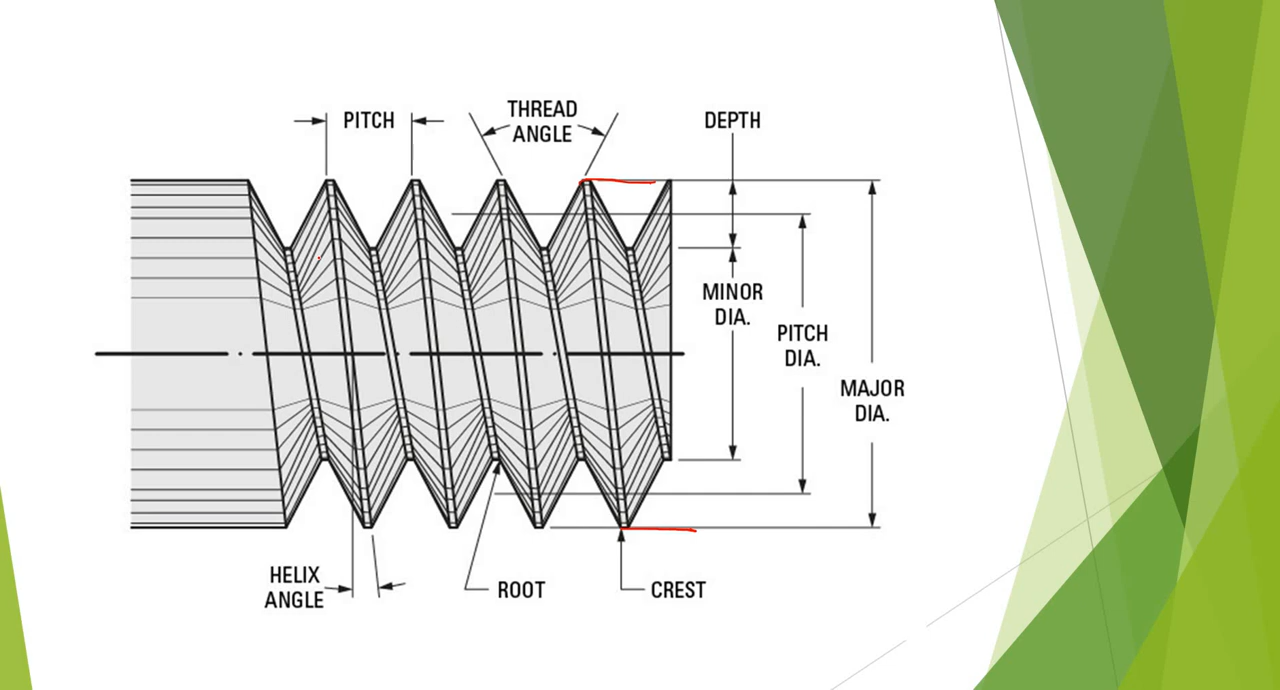 PITCH
THREAD
ANGLE
DEPTH
MINOR
DIA.
PITCH
DIA.
MAJOR
DIA.
HELIX
ANGLE
ROOT
CREST